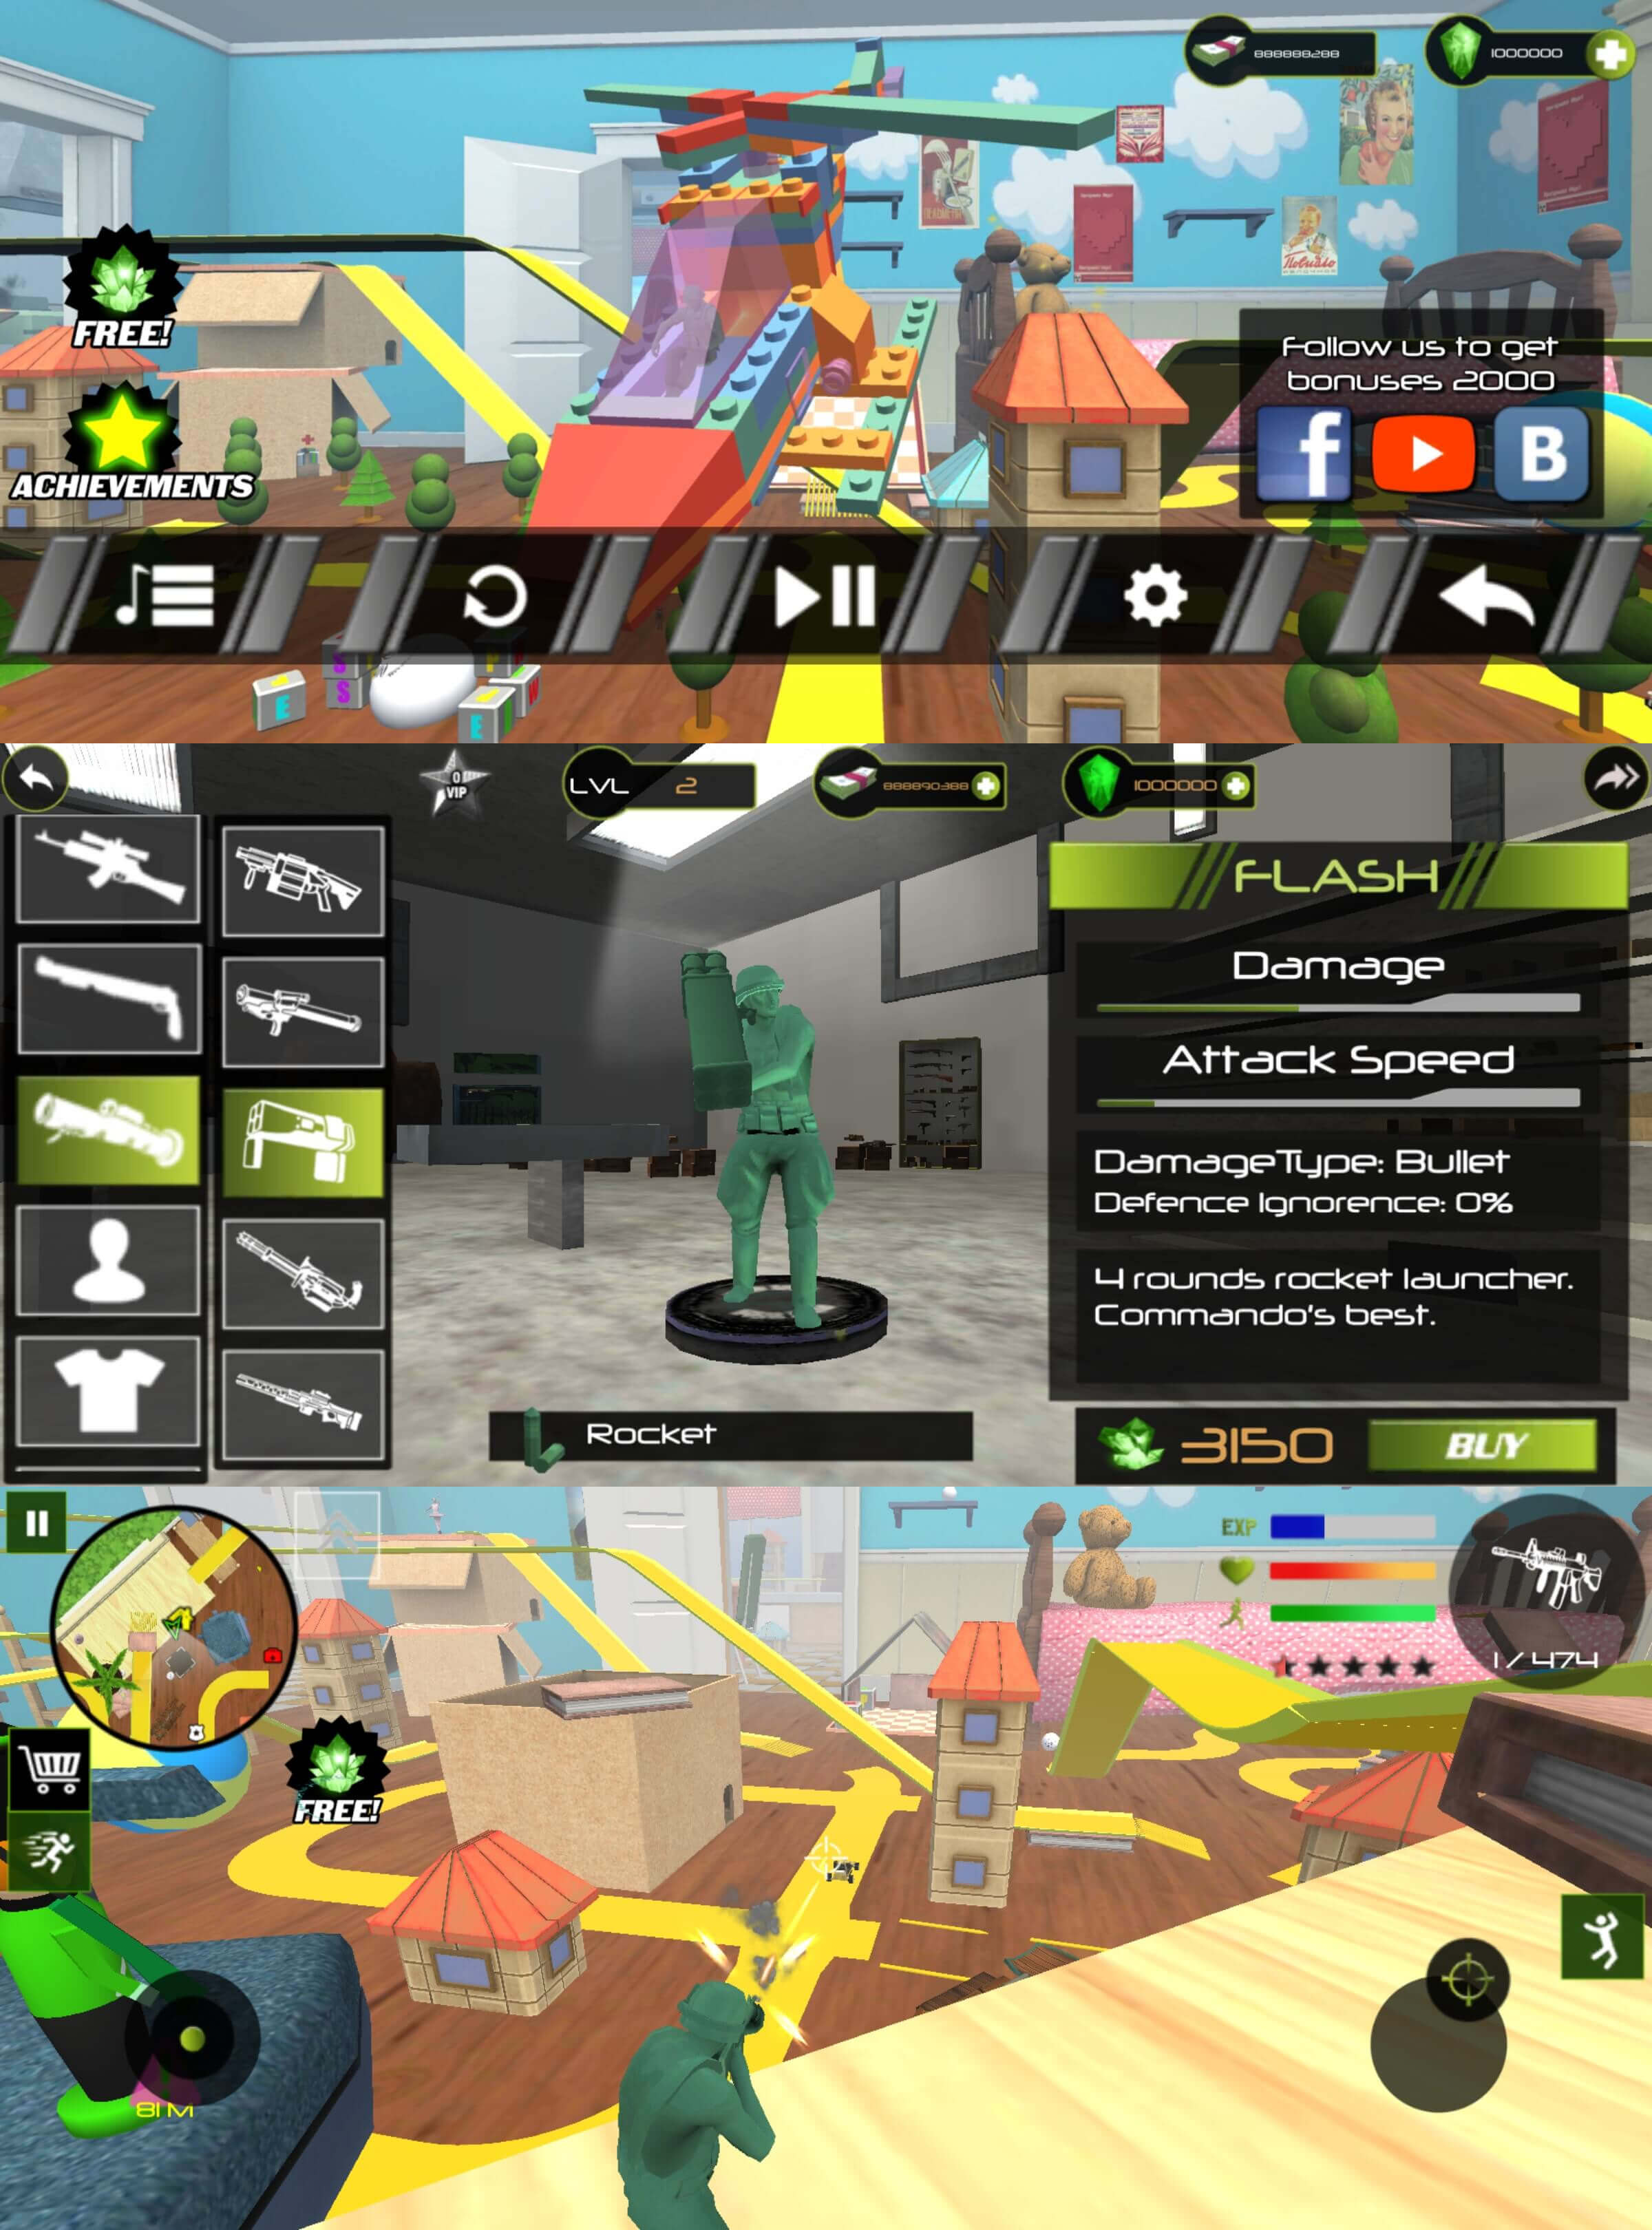 888888288
1000000
FREE!
ACHIEVEMENTS
Follow us to get
bonuses 2000
f
B
S
S
P
W
E
E
0
VIP
LVL 2
888890388
1000000
FLASH
Damage
Attack Speed
DamageType: Bullet
Defence Ignorence: 0%
4 rounds rocket launcher.
Commando's best.
Rocket
3150
BUY
EXP
1 / 474
FREE!
81 M